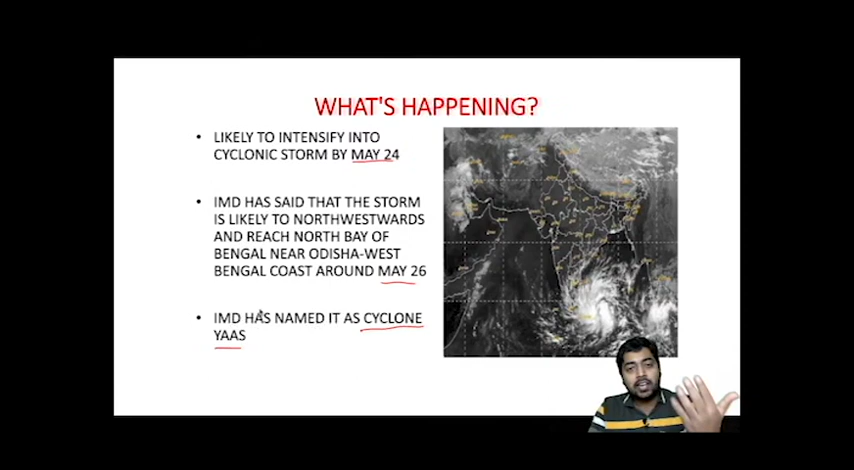 WHAT'S HAPPENING?
• LIKELY TO INTENSIFY INTO
CYCLONIC STORM BY MAY 24
• IMD HAS SAID THAT THE STORM
IS LIKELY TO NORTHWESTWARDS
AND REACH NORTH BAY OF
BENGAL NEAR ODISHA-WEST
BENGAL COAST AROUND MAY 26
• IMD HAS NAMED IT AS CYCLONE
YAAS